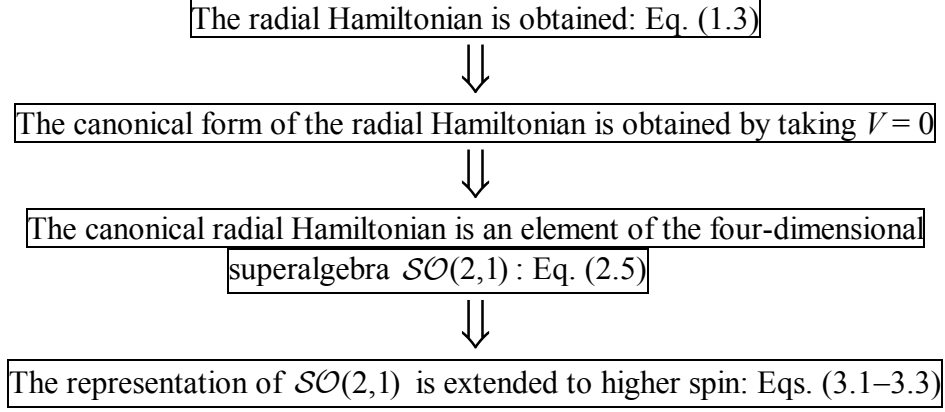 The radial Hamiltonian is obtained: Eq. (1.3)
⇓
The canonical form of the radial Hamiltonian is obtained by taking V = 0
⇓
The canonical radial Hamiltonian is an element of the four-dimensional
superalgebra 𝒮𝒪(2,1) : Eq. (2.5)
⇓
The representation of 𝒮𝒪(2,1) is extended to higher spin: Eqs. (3.1–3.3)